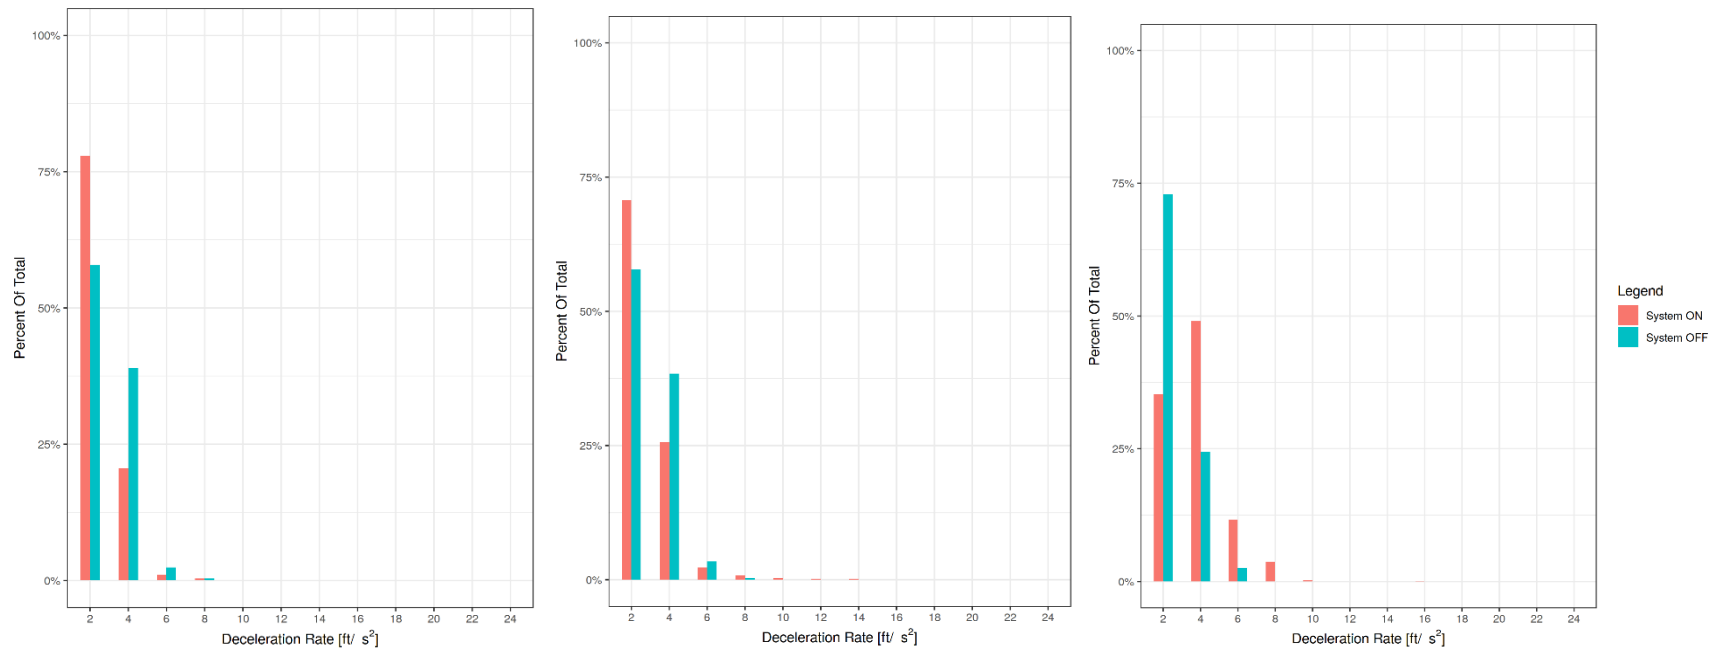 100%
75%
50%
25%
0%
Percent Of Total
2 4 6 8 10 12 14 16 18 20 22 24
Deceleration Rate [ft/ s²]
100%
75%
50%
25%
0%
Percent Of Total
2 4 6 8 10 12 14 16 18 20 22 24
Deceleration Rate [ft/ s²]
100%
75%
50%
25%
0%
Percent Of Total
2 4 6 8 10 12 14 16 18 20 22 24
Deceleration Rate [ft/ s²]
Legend
System ON
System OFF